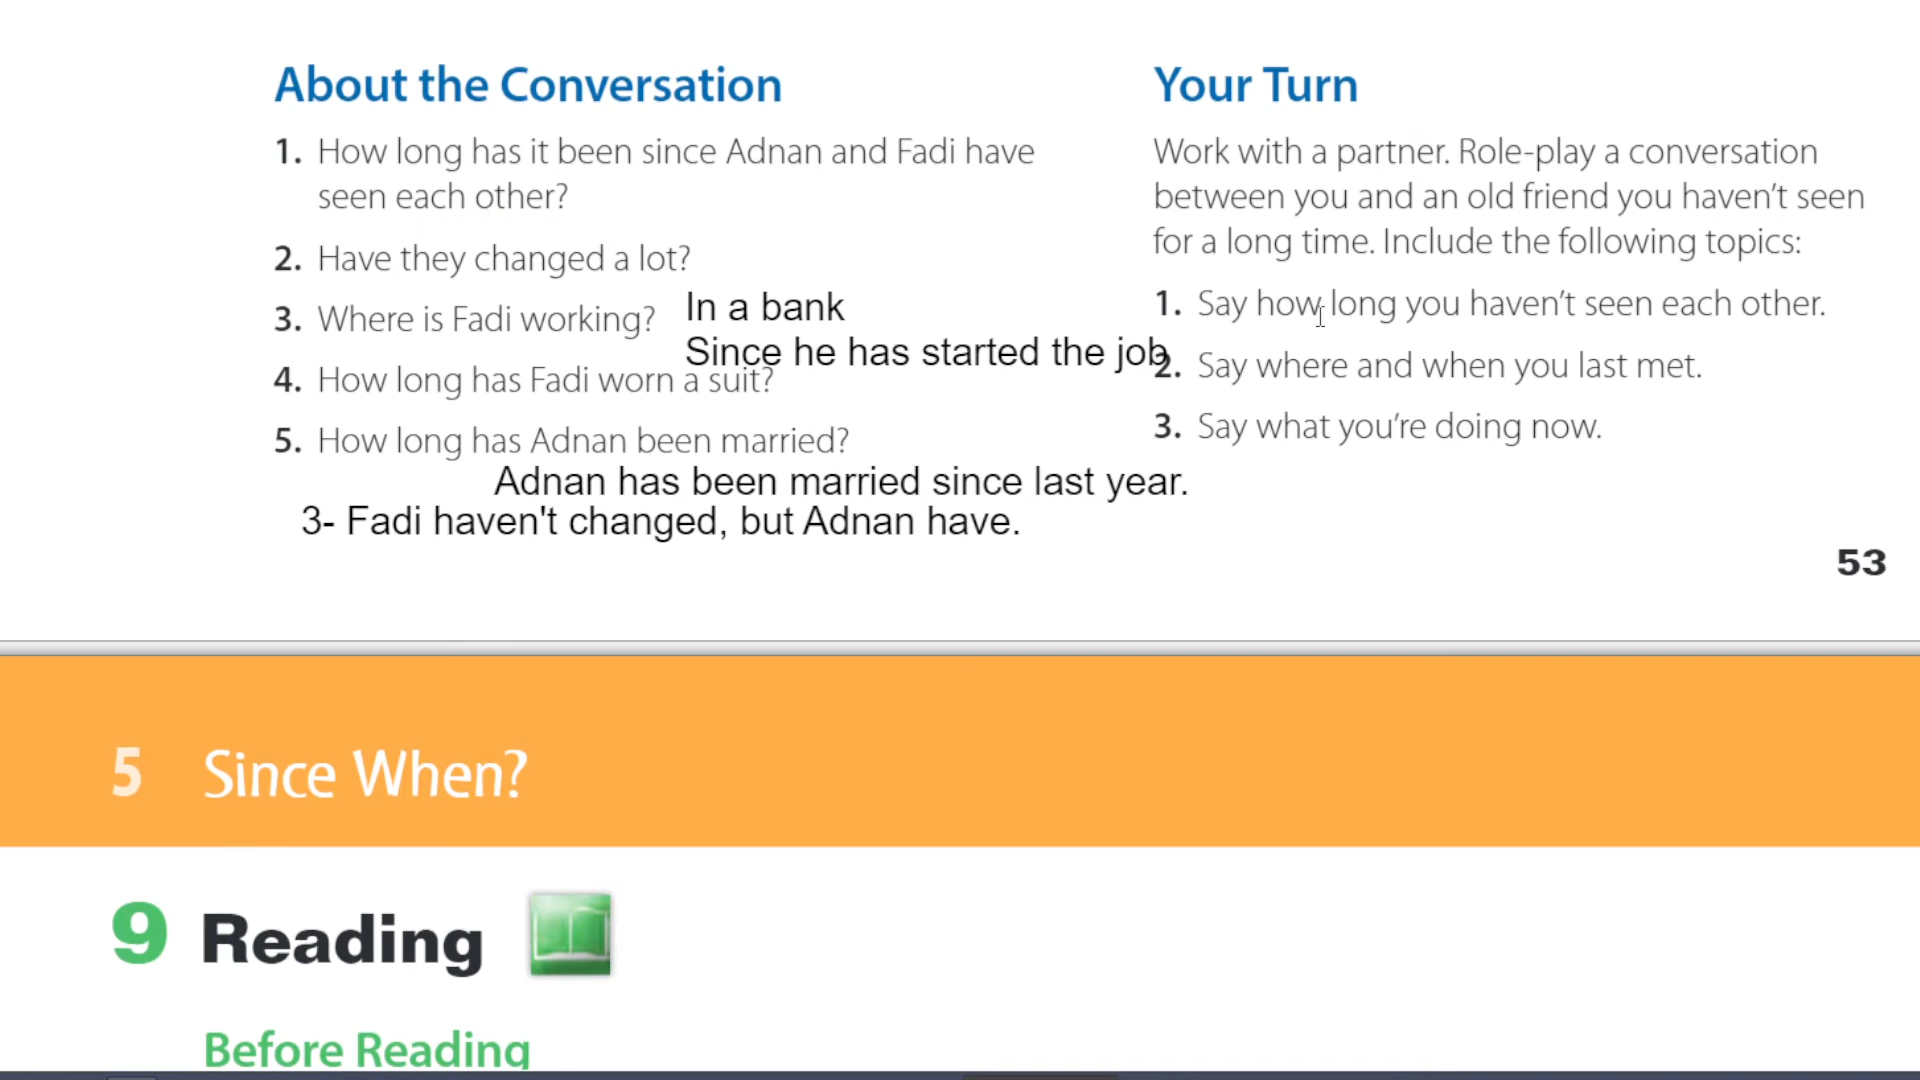 About the Conversation
1. How long has it been since Adnan and Fadi have
seen each other?
2. Have they changed a lot?
3. Where is Fadi working?
In a bank
Since he has started the job
4. How long has Fadi worn a suit?
5. How long has Adnan been married?
Adnan has been married since last year.
3- Fadi haven't changed, but Adnan have.
Your Turn
Work with a partner. Role-play a conversation
between you and an old friend you haven't seen
for a long time. Include the following topics:
1. Say how long you haven't seen each other.
2. Say where and when you last met.
3. Say what you're doing now.
53
5 Since When?
9 Reading
Before Reading